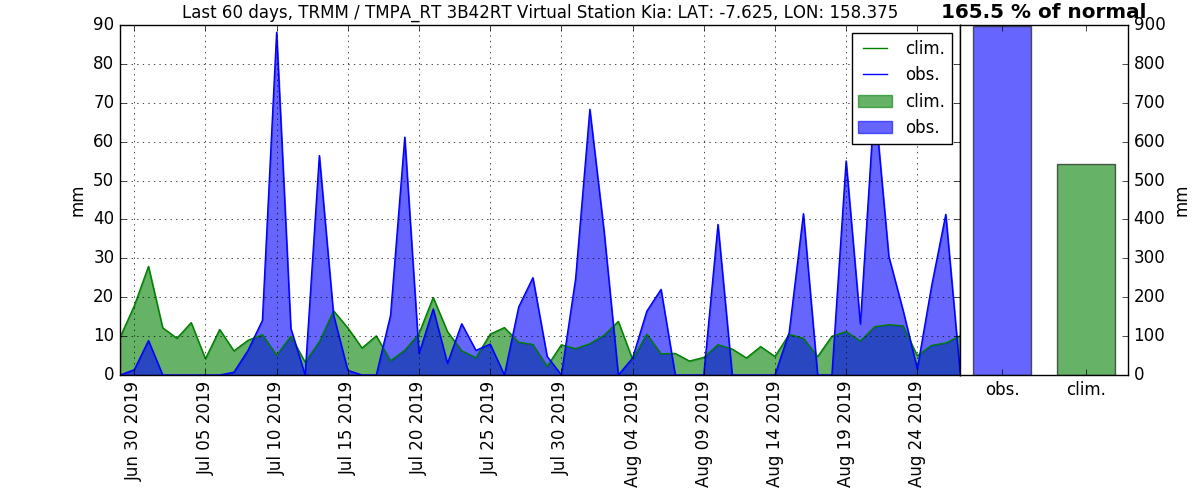 Last 60 days, TRMM / TMPA_RT 3B42RT Virtual Station Kia: LAT: -7.625, LON: 158.375
165.5 % of normal
90
80
70
60
50
40
30
20
10
0
mm
clim.
obs.
clim.
obs.
900
800
700
600
500
400
300
200
100
0
mm
Jun 30 2019
Jul 05 2019
Jul 10 2019
Jul 15 2019
Jul 20 2019
Jul 25 2019
Jul 30 2019
Aug 04 2019
Aug 09 2019
Aug 14 2019
Aug 19 2019
Aug 24 2019
obs.
clim.